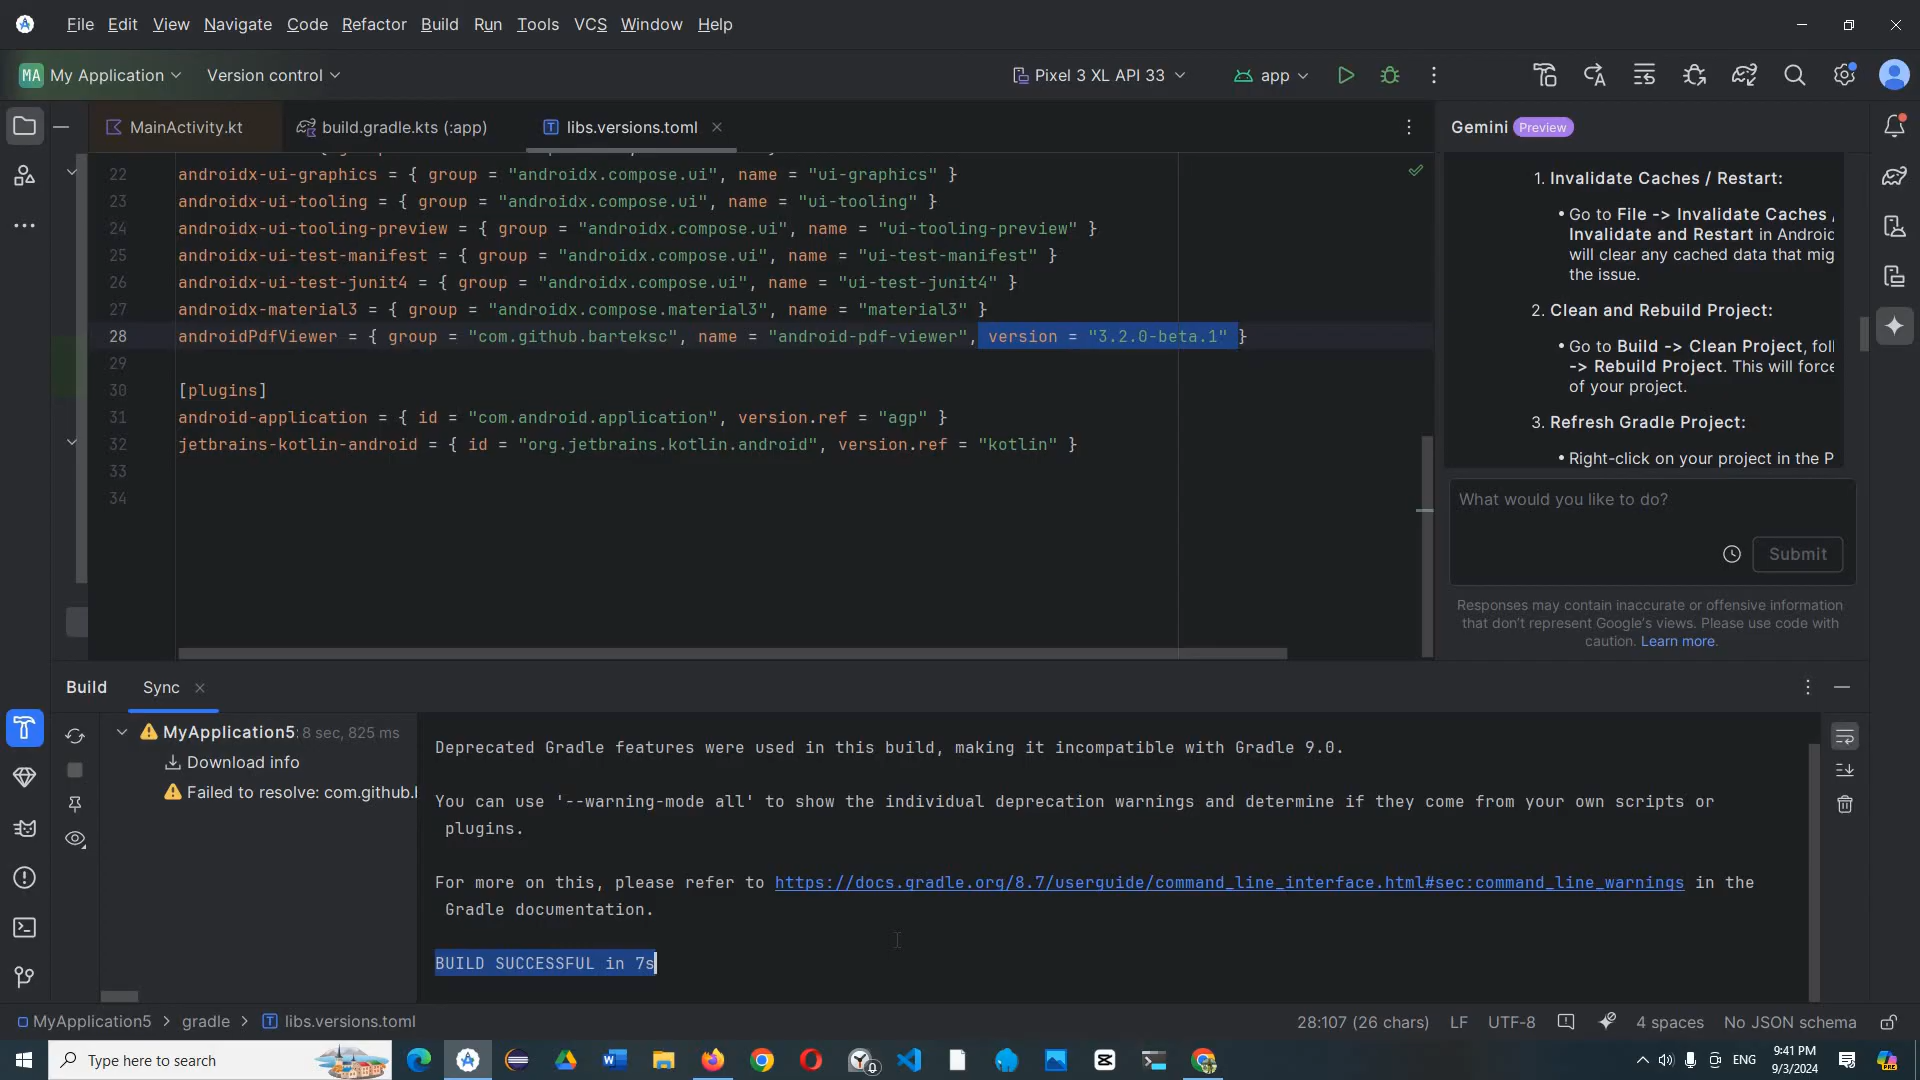 File Edit View Navigate Code Refactor Build Run Tools VCS Window Help
MA My Application Version control Pixel 3 XL API 33 app
MainActivity.kt build.gradle.kts (:app) libs.versions.toml
22 androidx-ui-graphics = { group = "androidx.compose.ui", name = "ui-graphics" }
23 androidx-ui-tooling = { group = "androidx.compose.ui", name = "ui-tooling" }
24 androidx-ui-tooling-preview = { group = "androidx.compose.ui", name = "ui-tooling-preview" }
25 androidx-ui-test-manifest = { group = "androidx.compose.ui", name = "ui-test-manifest" }
26 androidx-ui-test-junit4 = { group = "androidx.compose.ui", name = "ui-test-junit4" }
27 androidx-material3 = { group = "androidx.compose.material3", name = "material3" }
28 androidPdfViewer = { group = "com.github.barteksc", name = "android-pdf-viewer", version = "3.2.0-beta.1" }
29
30 [plugins]
31 android-application = { id = "com.android.application", version.ref = "agp" }
32 jetbrains-kotlin-android = { id = "org.jetbrains.kotlin.android", version.ref = "kotlin" }
33
34
Gemini Preview
1. Invalidate Caches / Restart:
• Go to File -> Invalidate Caches /
Invalidate and Restart in Androic
will clear any cached data that mig
the issue.
2. Clean and Rebuild Project:
• Go to Build -> Clean Project, fol
-> Rebuild Project. This will force
of your project.
3. Refresh Gradle Project:
• Right-click on your project in the P
What would you like to do?
Submit
Responses may contain inaccurate or offensive information
that don't represent Google's views. Please use code with
caution. Learn more.
Build Sync
MyApplication5: 8 sec, 825 ms
Download info
Failed to resolve: com.github.l
Deprecated Gradle features were used in this build, making it incompatible with Gradle 9.0.
You can use '--warning-mode all' to show the individual deprecation warnings and determine if they come from your own scripts or
plugins.
For more on this, please refer to https://docs.gradle.org/8.7/userguide/command_line_interface.html#sec:command_line_warnings in the
Gradle documentation.
BUILD SUCCESSFUL in 7s
MyApplication5 > gradle > libs.versions.toml 28:107 (26 chars) LF UTF-8 4 spaces No JSON schema
Type here to search ENG 9:41 PM
9/3/2024